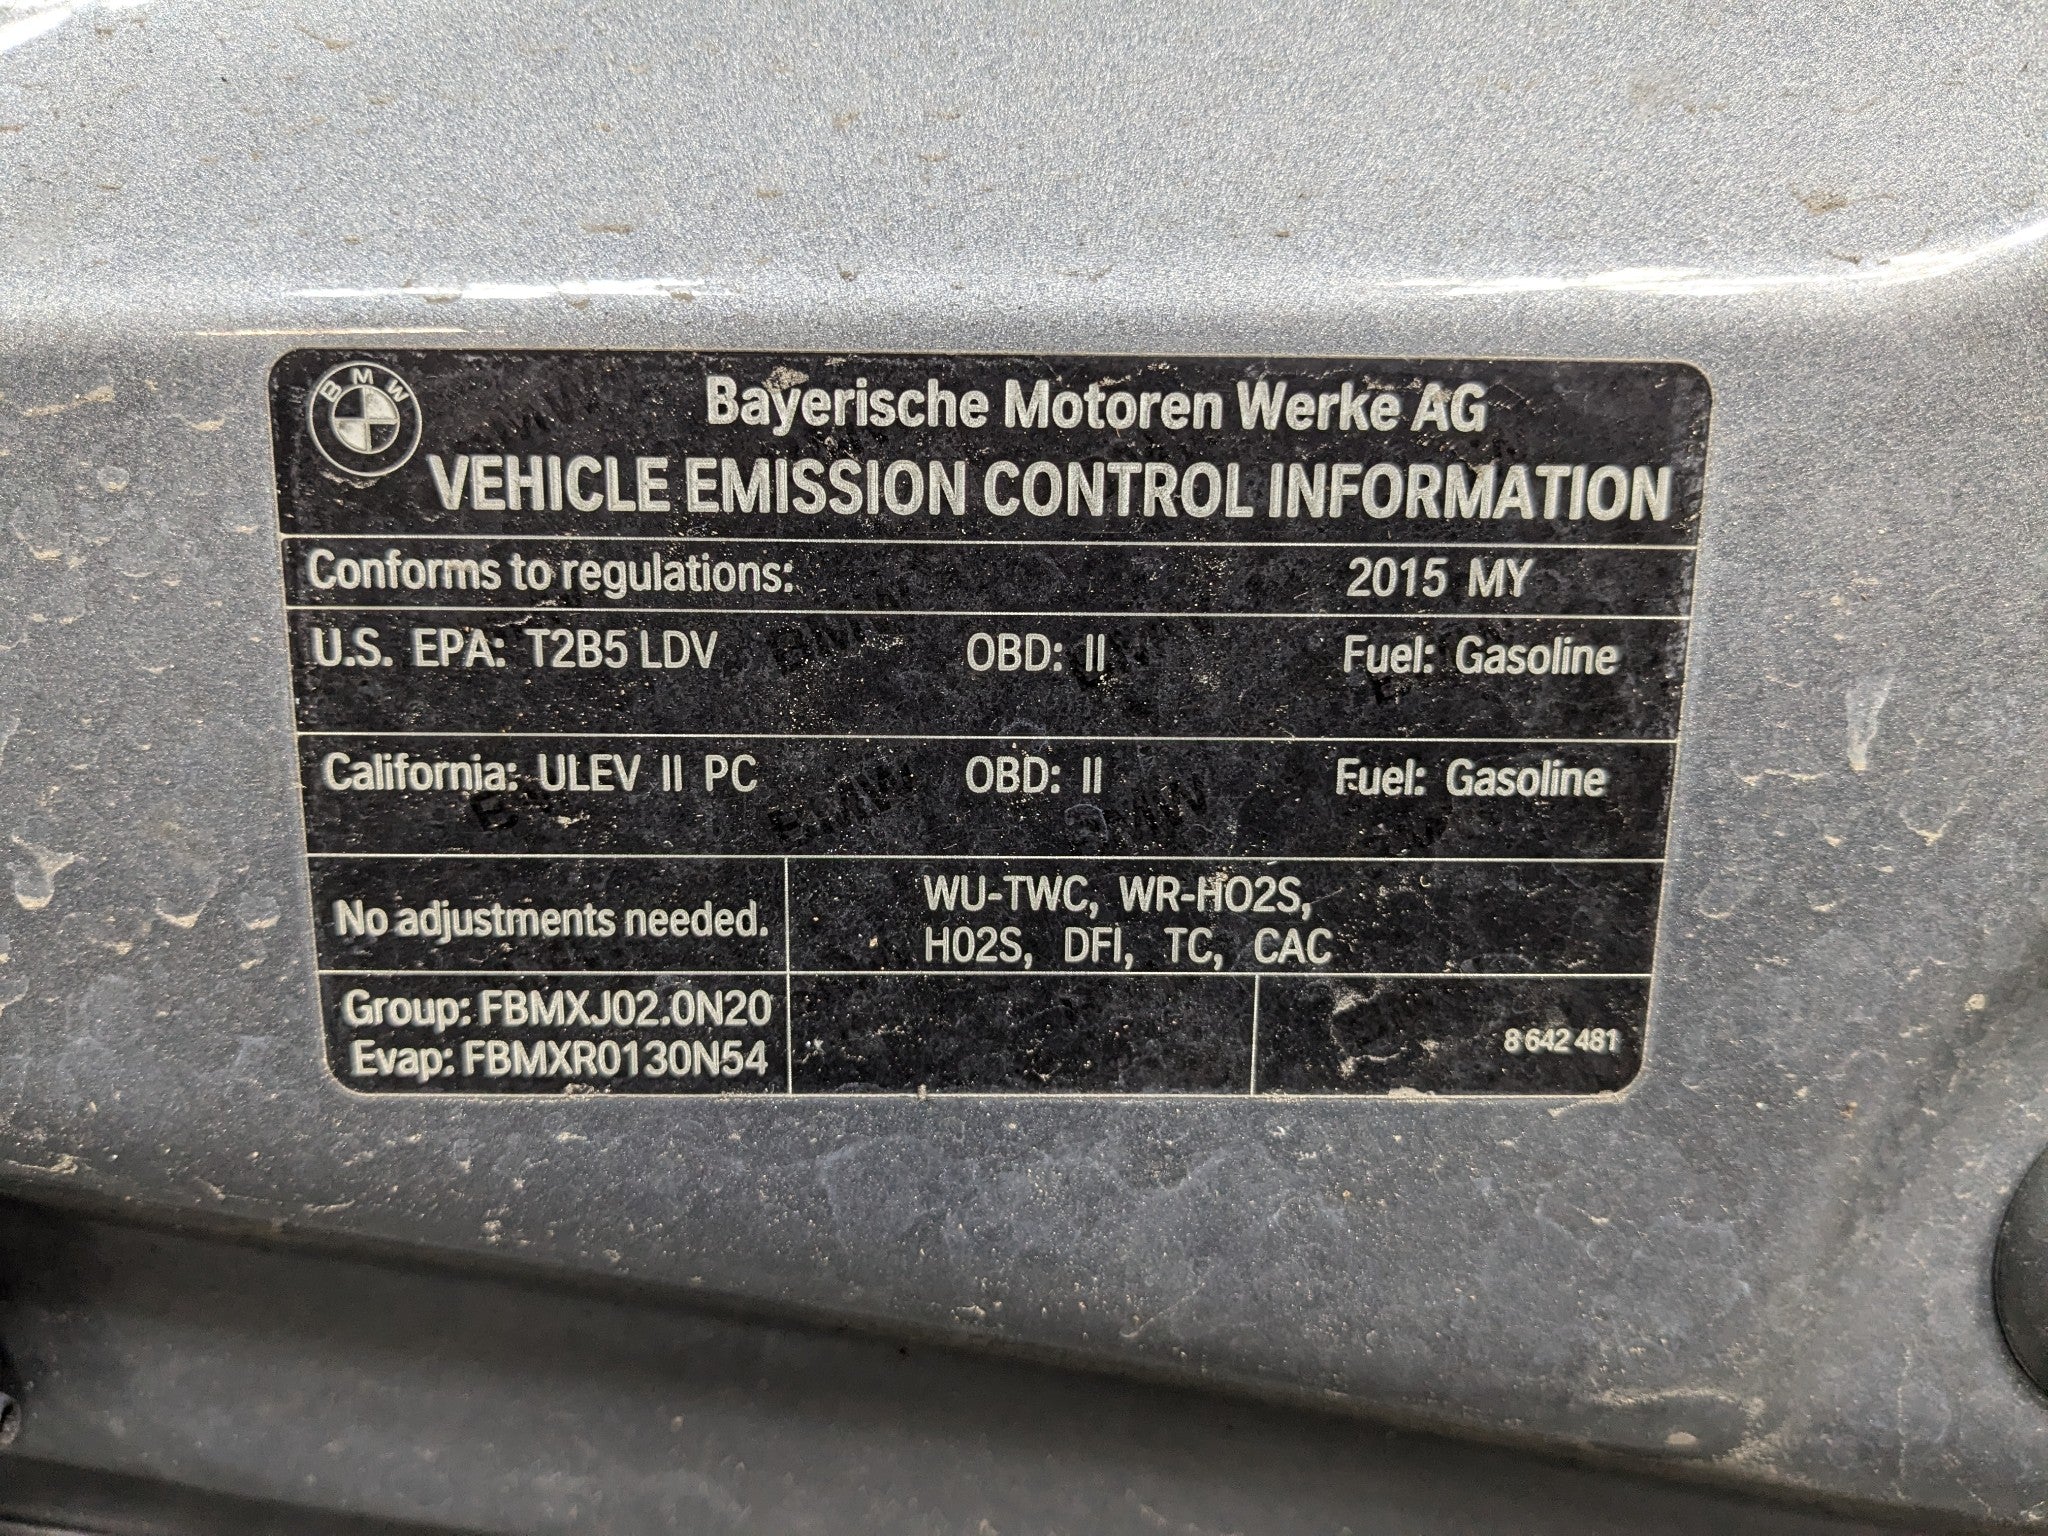 BMW
Bayerische Motoren Werke AG
VEHICLE EMISSION CONTROL INFORMATION
Conforms to regulations: 2015 MY
U.S. EPA: T2B5 LDV OBD: II Fuel: Gasoline
California: ULEV II PC OBD: II Fuel: Gasoline
No adjustments needed.
WU-TWC, WR-HO2S,
H02S, DFI, TC, CAC
Group: FBMXJ02.0N20
Evap: FBMXR0130N54
8 642 481